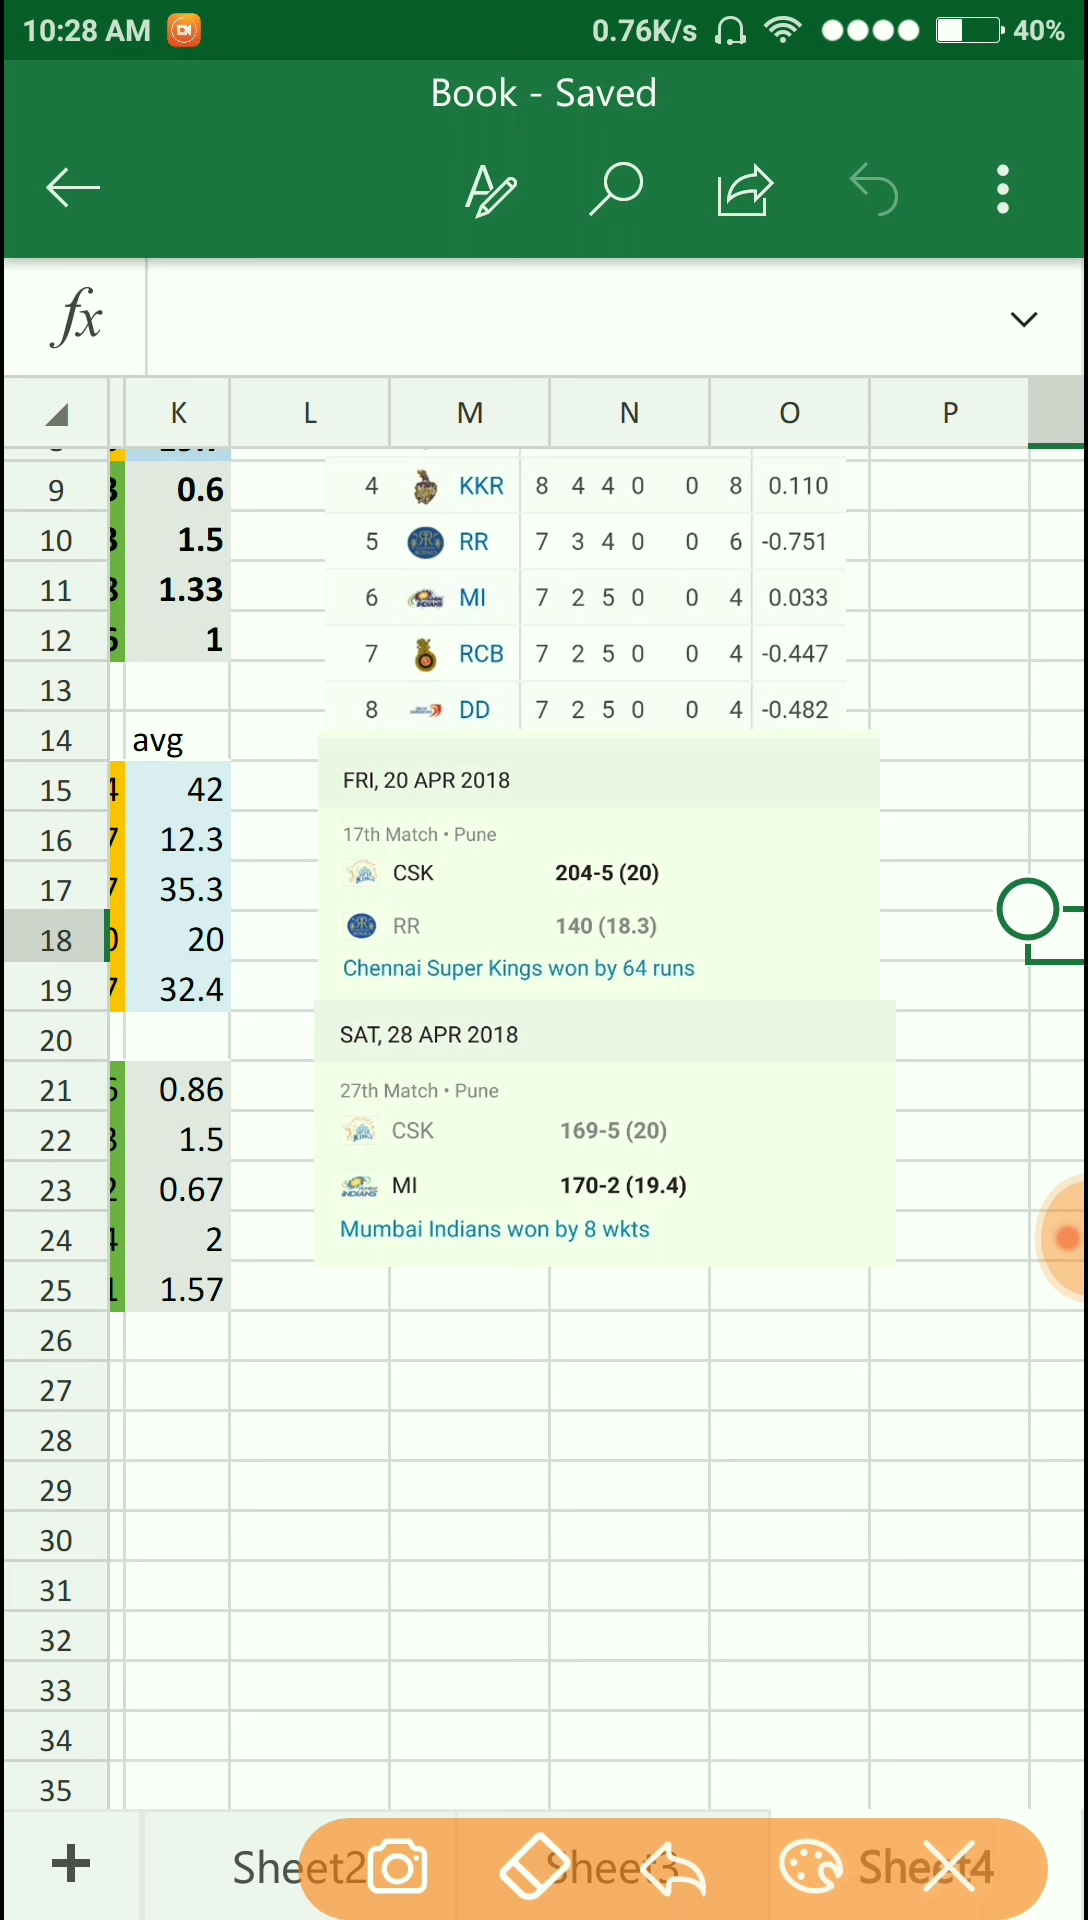 10:28 AM 0.76K/s 40%
Book - Saved
fx
K L M N O P
9 0.6 4 KKR 8 4 4 0 0 8 0.110
10 1.5 5 RR 7 3 4 0 0 6 -0.751
11 1.33 6 MI 7 2 5 0 0 4 0.033
12 1 7 RCB 7 2 5 0 0 4 -0.447
13 8 DD 7 2 5 0 0 4 -0.482
14 avg
15 42 FRI, 20 APR 2018
16 12.3 17th Match • Pune
CSK 204-5 (20)
17 35.3
18 20 RR 140 (18.3)
19 32.4 Chennai Super Kings won by 64 runs
20 SAT, 28 APR 2018
21 0.86 27th Match • Pune
22 1.5 CSK 169-5 (20)
23 0.67 MI 170-2 (19.4)
24 2 Mumbai Indians won by 8 wkts
25 1.57
26
27
28
29
30
31
32
33
34
35
+ Sheet2 Sheet3 Sheet4